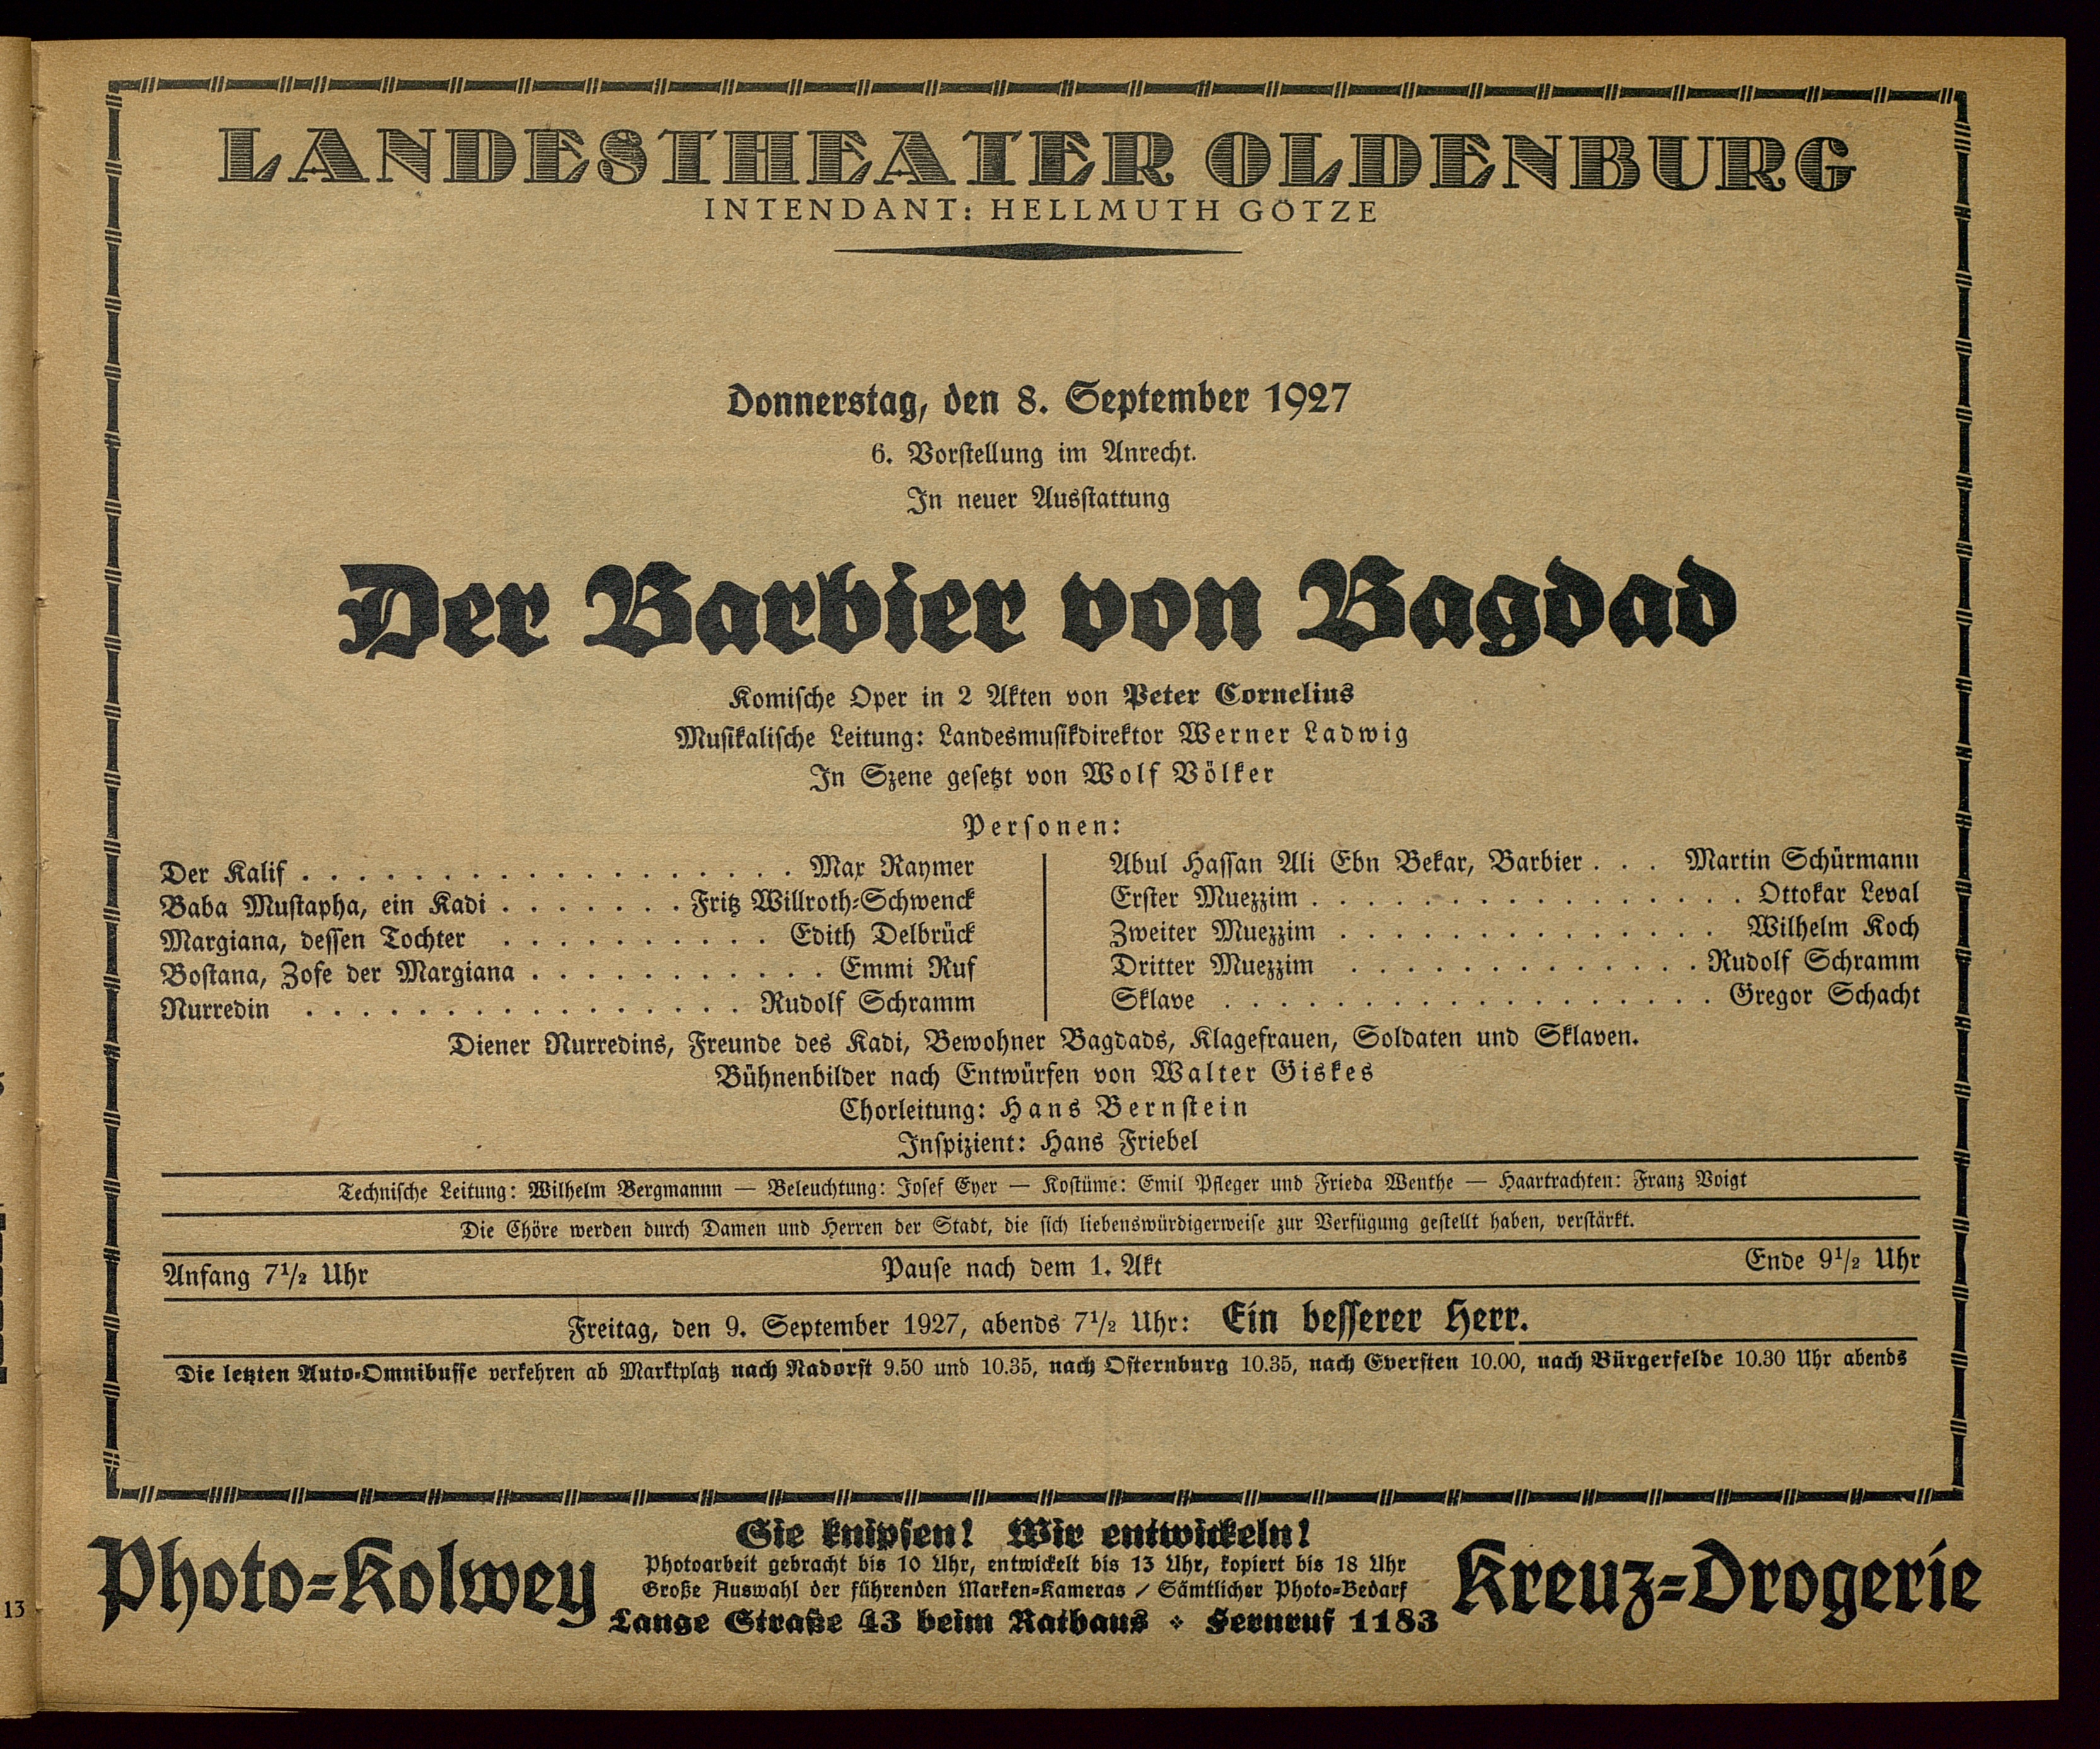 LANDESTHEATER OLDENBURG
INTENDANT: HELLMUTH GÖTZE
Donnerstag, den 8. September 1927
6. Vorstellung im Anrecht.
In neuer Ausstattung
Der Barbier von Bagdad
Komische Oper in 2 Akten von Peter Cornelius
Musikalische Leitung: Landesmusikdirektor Werner Ladwig
In Szene gesetzt von Wolf Völker
Personen:
Der Kalif . . . . . . . . . . . . . . . . . . Max Raymer
Baba Mustapha, ein Kadi . . . . . . . Fritz Willroth-Schwenck
Margiana, dessen Tochter . . . . . . . . . . Edith Delbrück
Bostana, Zofe der Margiana . . . . . . . . . . . Emmi Ruf
Nurredin . . . . . . . . . . . . . . . . Rudolf Schramm
Abul Hassan Ali Ebn Bekar, Barbier . . . Martin Schürmann
Erster Muezzim . . . . . . . . . . . . . . . . Ottokar Leval
Zweiter Muezzim . . . . . . . . . . . . . . Wilhelm Koch
Dritter Muezzim . . . . . . . . . . . . . Rudolf Schramm
Sklave . . . . . . . . . . . . . . . . . . Gregor Schacht
Diener Nurredins, Freunde des Kadi, Bewohner Bagdads, Klagefrauen, Soldaten und Sklaven.
Bühnenbilder nach Entwürfen von Walter Giskes
Chorleitung: Hans Bernstein
Inspizient: Hans Friebel
Technische Leitung: Wilhelm Bergmannn — Beleuchtung: Josef Eyer — Kostüme: Emil Pfleger und Frieda Wenthe — Haartrachten: Franz Voigt
Die Chöre werden durch Damen und Herren der Stadt, die sich liebenswürdigerweise zur Verfügung gestellt haben, verstärkt.
Anfang 7½ Uhr Pause nach dem 1. Akt Ende 9½ Uhr
Freitag, den 9. September 1927, abends 7½ Uhr: Ein besserer Herr.
Die letzten Auto-Omnibusse verkehren ab Marktplatz nach Nadorst 9.50 und 10.35, nach Osternburg 10.35, nach Eversten 10.00, nach Bürgerfelde 10.30 Uhr abends
Photo-Kolwey
Sie knipsen! Wir entwickeln!
Photoarbeit gebracht bis 10 Uhr, entwickelt bis 13 Uhr, kopiert bis 18 Uhr
Große Auswahl der führenden Marken-Kameras / Sämtlicher Photo-Bedarf
Lange Straße 43 beim Rathaus ❖ Fernruf 1183
Kreuz-Drogerie
13